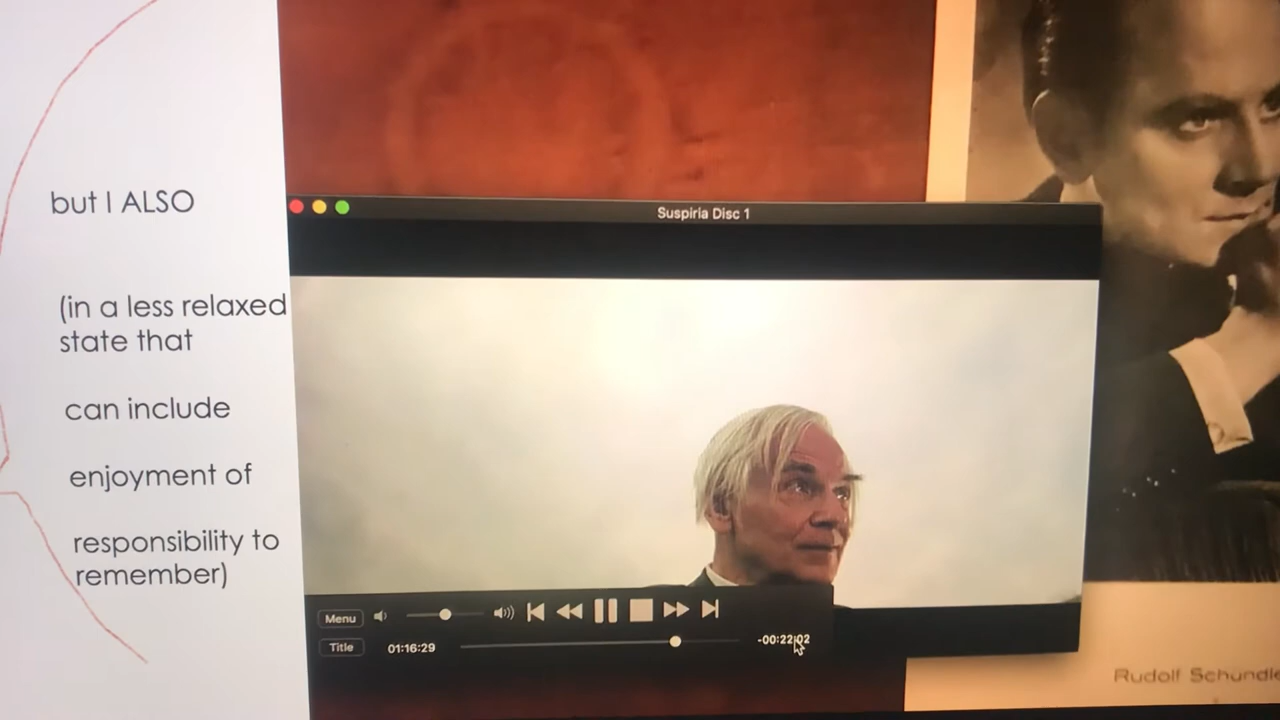 but I ALSO
(in a less relaxed
state that
can include
enjoyment of
responsibility to
remember)
Suspiria Disc 1
Menu
Title
01:16:29
-00:22:02
Rudolf